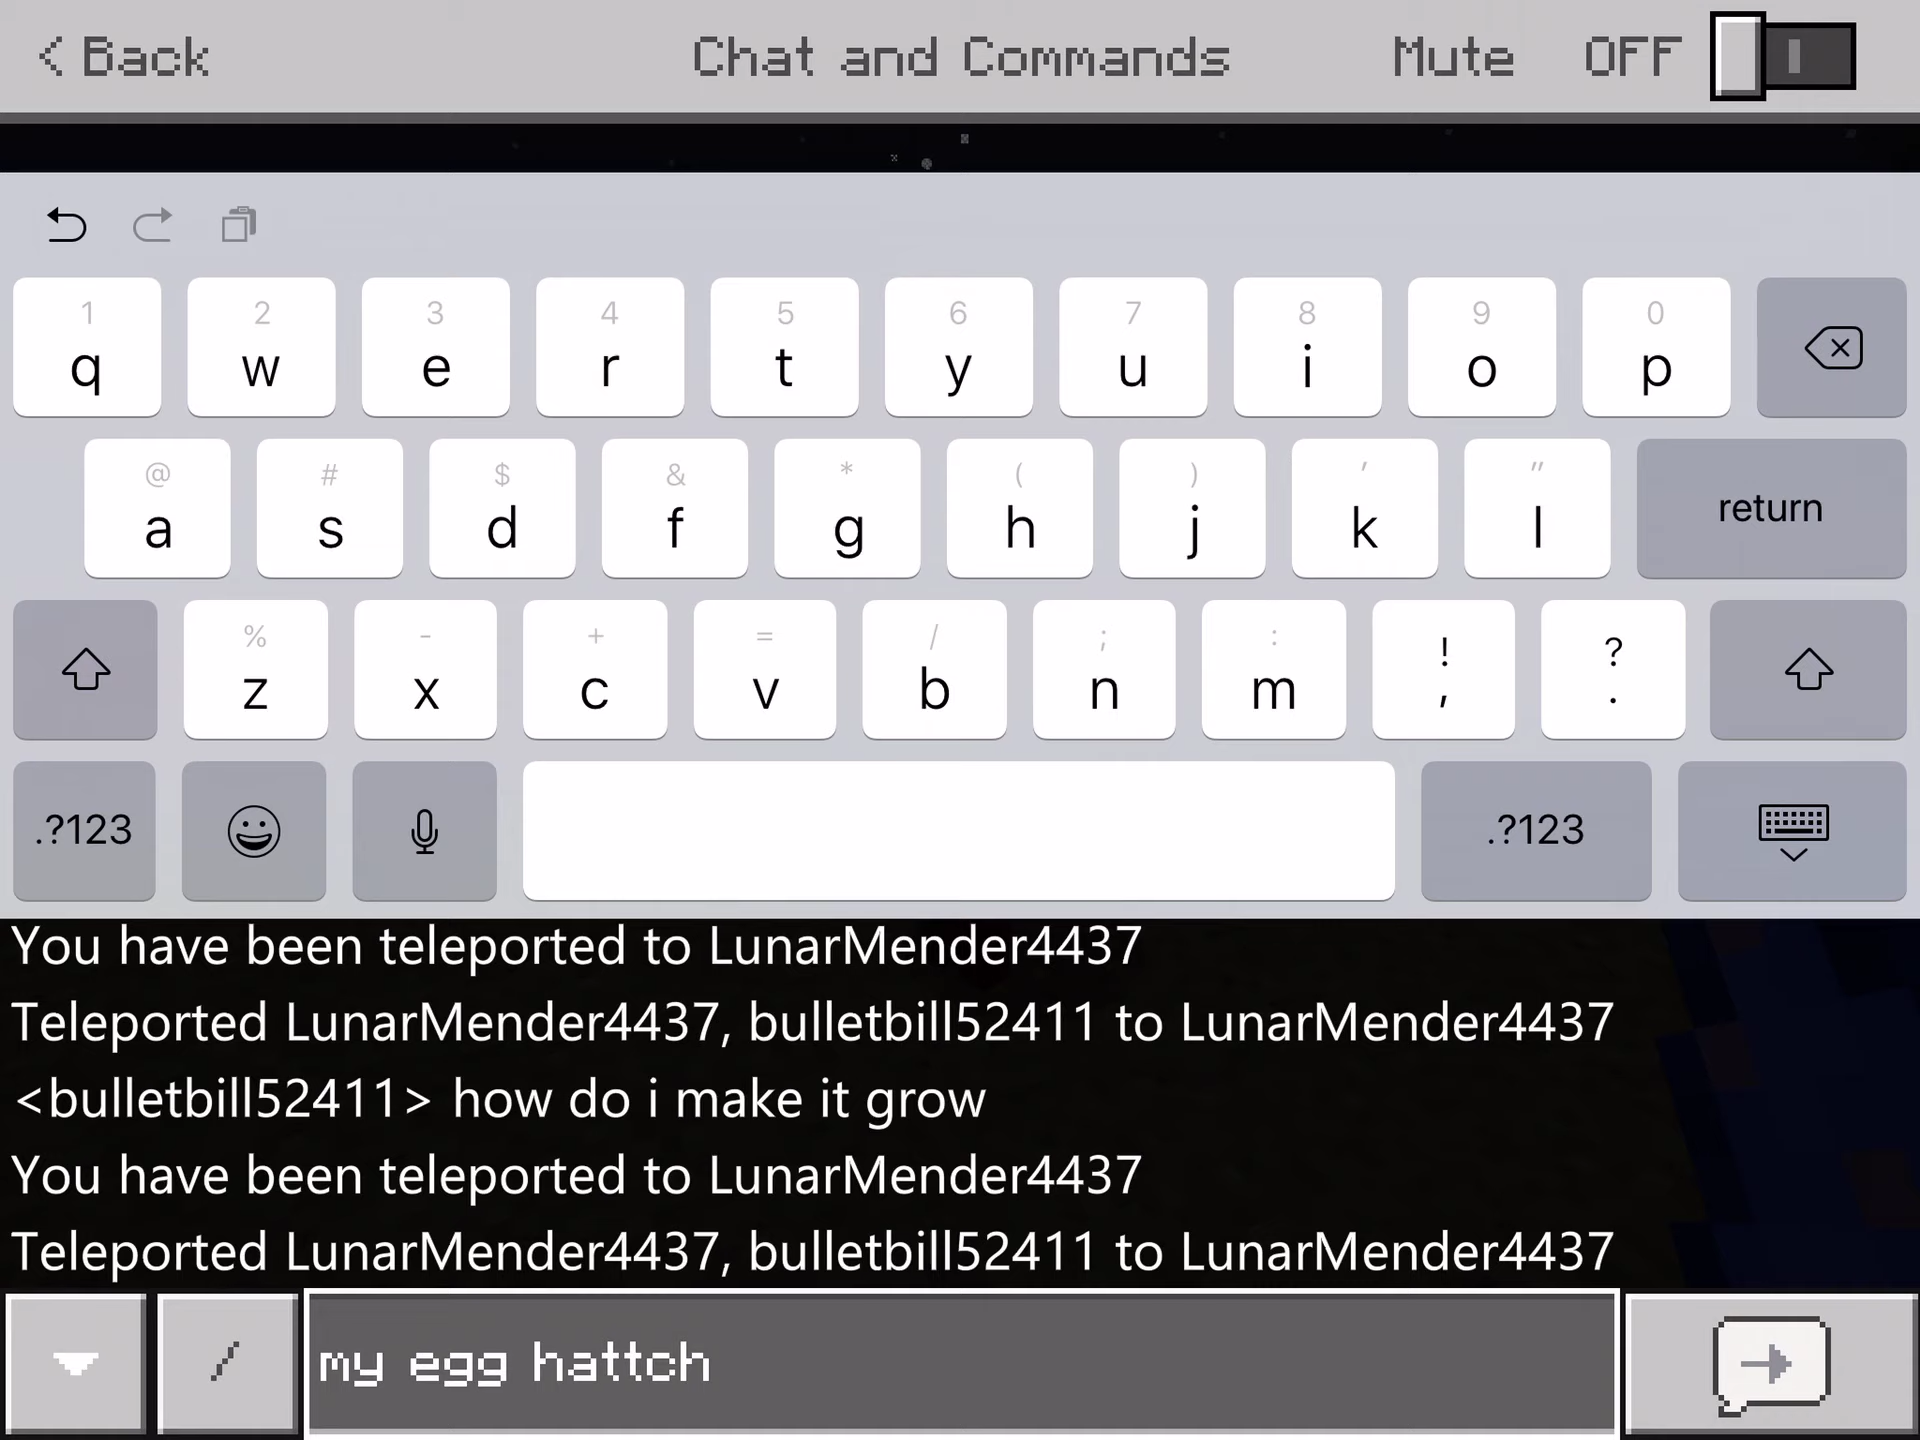 < Back Chat and Commands Mute OFF
1 2 3 4 5 6 7 8 9 0
q w e r t y u i o p
@ # $ & * ( ) ' "
a s d f g h j k l return
% - + = / ; : ! ?
z x c v b n m , .
.?123 .?123
You have been teleported to LunarMender4437
Teleported LunarMender4437, bulletbill52411 to LunarMender4437
<bulletbill52411> how do i make it grow
You have been teleported to LunarMender4437
Teleported LunarMender4437, bulletbill52411 to LunarMender4437
/ my egg hattch